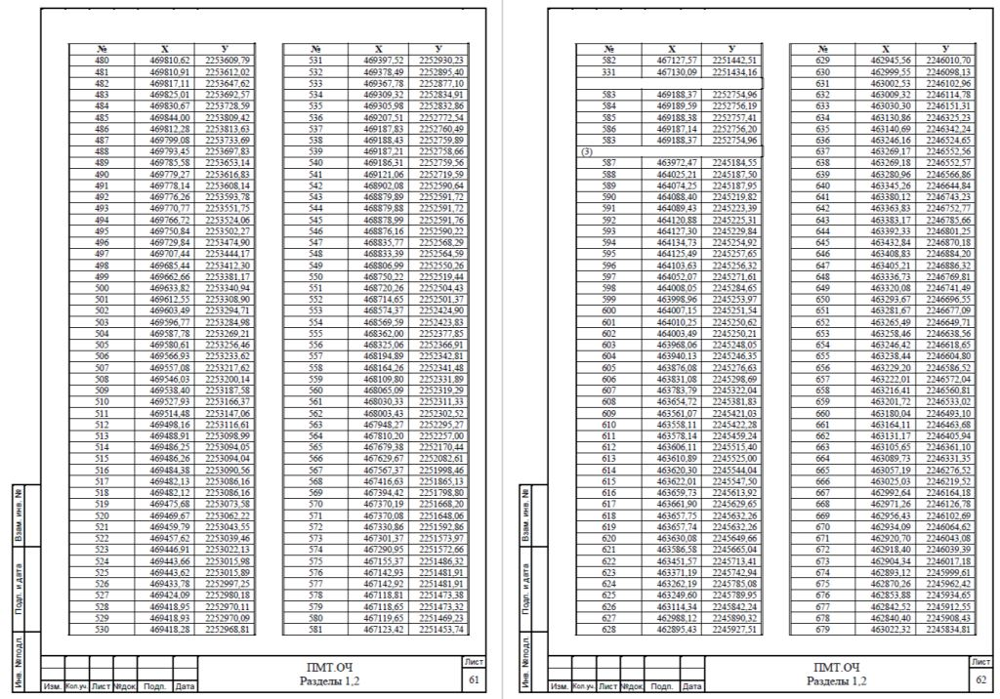 № X У
480 469810,62 2253609,79
481 469810,91 2253612,02
482 469817,11 2253647,62
483 469825,01 2253692,57
484 469830,67 2253728,59
485 469844,00 2253809,42
486 469812,28 2253813,63
487 469799,08 2253733,69
488 469793,45 2253697,83
489 469785,58 2253653,14
490 469779,27 2253616,83
491 469778,14 2253608,14
492 469776,26 2253593,78
493 469770,77 2253551,75
494 469766,72 2253524,06
495 469750,84 2253502,27
496 469729,84 2253474,90
497 469707,44 2253444,17
498 469685,44 2253412,30
499 469662,66 2253381,17
500 469633,82 2253340,94
501 469612,55 2253308,90
502 469603,49 2253294,71
503 469596,77 2253284,98
504 469587,78 2253269,21
505 469580,61 2253256,46
506 469566,93 2253233,62
507 469557,08 2253217,62
508 469546,03 2253200,14
509 469538,40 2253187,58
510 469527,93 2253166,37
511 469514,48 2253147,06
512 469498,16 2253116,61
513 469488,91 2253098,99
514 469486,25 2253094,05
515 469486,26 2253094,04
516 469484,38 2253090,56
517 469482,13 2253086,16
518 469482,12 2253086,16
519 469475,68 2253073,58
520 469469,67 2253062,22
521 469459,79 2253043,55
522 469457,62 2253039,46
523 469446,91 2253022,13
524 469443,66 2253015,98
525 469443,62 2253015,89
526 469433,78 2252997,25
527 469424,09 2252980,18
528 469418,95 2252970,11
529 469418,93 2252970,09
530 469418,28 2252968,81
№ X У
531 469397,52 2252930,23
532 469378,49 2252895,40
533 469367,78 2252877,10
534 469309,32 2252834,91
535 469305,98 2252832,86
536 469207,51 2252772,54
537 469187,83 2252760,49
538 469188,43 2252759,89
539 469187,21 2252758,66
540 469186,31 2252759,56
541 469121,06 2252719,59
542 468902,08 2252590,64
543 468879,89 2252591,72
544 468879,88 2252591,72
545 468878,99 2252591,76
546 468876,16 2252590,22
547 468835,77 2252568,29
548 468833,39 2252564,59
549 468806,99 2252550,26
550 468750,22 2252519,44
551 468720,26 2252504,43
552 468714,65 2252501,37
553 468574,37 2252424,90
554 468569,59 2252423,83
555 468362,00 2252377,85
556 468325,06 2252366,91
557 468194,89 2252342,81
558 468164,26 2252341,48
559 468109,80 2252331,89
560 468065,09 2252319,29
561 468030,33 2252311,33
562 468003,43 2252302,52
563 467948,27 2252295,27
564 467810,20 2252257,00
565 467679,38 2252170,44
566 467629,67 2252082,61
567 467567,37 2251998,46
568 467416,63 2251865,13
569 467394,42 2251798,80
570 467370,19 2251668,20
571 467370,08 2251648,06
572 467330,86 2251592,86
573 467301,37 2251573,97
574 467290,95 2251572,66
575 467155,37 2251486,32
576 467142,93 2251481,91
577 467142,92 2251481,91
578 467118,81 2251473,38
579 467118,65 2251473,32
580 467119,65 2251469,23
581 467123,42 2251453,74
Взам. инв. №
Подп. и дата
Инв. №подл.
Изм. Кол.уч. Лист №док. Подп. Дата
ПМТ.ОЧ
Разделы 1,2
Лист
61
№ X У
582 467127,57 2251442,51
331 467130,09 2251434,16
583 469188,37 2252754,96
584 469189,59 2252756,19
585 469188,38 2252757,41
586 469187,14 2252756,20
583 469188,37 2252754,96
(3)
587 463972,47 2245184,55
588 464025,21 2245187,50
589 464074,25 2245187,95
590 464088,40 2245219,82
591 464089,43 2245223,39
592 464120,88 2245225,31
593 464127,30 2245229,84
594 464134,73 2245254,92
595 464125,49 2245257,65
596 464103,63 2245256,32
597 464052,07 2245271,61
598 464008,05 2245284,65
599 463998,96 2245253,97
600 464007,15 2245251,54
601 464010,25 2245250,62
602 464003,49 2245250,21
603 463968,06 2245248,05
604 463940,13 2245246,35
605 463876,08 2245276,63
606 463831,08 2245298,69
607 463783,79 2245322,04
608 463654,72 2245381,83
609 463561,07 2245421,03
610 463558,11 2245422,28
611 463578,14 2245459,24
612 463606,11 2245515,40
613 463610,89 2245525,00
614 463620,30 2245544,04
615 463622,01 2245547,50
616 463659,73 2245613,92
617 463661,90 2245629,65
618 463657,75 2245632,26
619 463657,74 2245632,26
620 463630,08 2245649,66
621 463586,58 2245665,04
622 463451,57 2245713,41
623 463371,19 2245742,94
624 463262,19 2245785,08
625 463249,60 2245789,95
626 463114,34 2245842,24
627 462988,12 2245890,32
628 462895,43 2245927,51
№ X У
629 462945,56 2246010,70
630 462999,55 2246098,13
631 463002,53 2246102,96
632 463009,32 2246114,78
633 463030,30 2246151,31
634 463130,86 2246325,23
635 463140,69 2246342,24
636 463246,16 2246524,65
637 463269,17 2246552,56
638 463269,18 2246552,57
639 463280,96 2246566,86
640 463345,26 2246644,84
641 463380,12 2246743,23
642 463363,83 2246752,77
643 463383,17 2246785,66
644 463392,33 2246801,25
645 463432,84 2246870,18
646 463408,83 2246884,20
647 463405,21 2246886,32
648 463336,73 2246769,81
649 463320,08 2246741,49
650 463293,67 2246696,55
651 463281,67 2246677,09
652 463265,49 2246649,71
653 463258,46 2246638,56
654 463246,42 2246618,65
655 463238,44 2246604,80
656 463229,20 2246586,52
657 463222,01 2246572,04
658 463216,41 2246560,81
659 463201,72 2246533,02
660 463180,04 2246493,10
661 463164,11 2246463,68
662 463131,17 2246405,94
663 463105,65 2246361,10
664 463089,73 2246331,35
665 463057,19 2246276,52
666 463025,03 2246219,52
667 462992,64 2246164,18
668 462971,26 2246126,78
669 462956,43 2246102,69
670 462934,09 2246064,62
671 462920,70 2246043,08
672 462918,40 2246039,39
673 462904,34 2246017,18
674 462893,12 2245999,61
675 462870,26 2245962,42
676 462853,88 2245934,65
677 462842,52 2245912,55
678 462840,40 2245908,43
679 463022,32 2245834,81
Взам. инв. №
Подп. и дата
Инв. №подл.
Изм. Кол.уч. Лист №док. Подп. Дата
ПМТ.ОЧ
Разделы 1,2
Лист
62